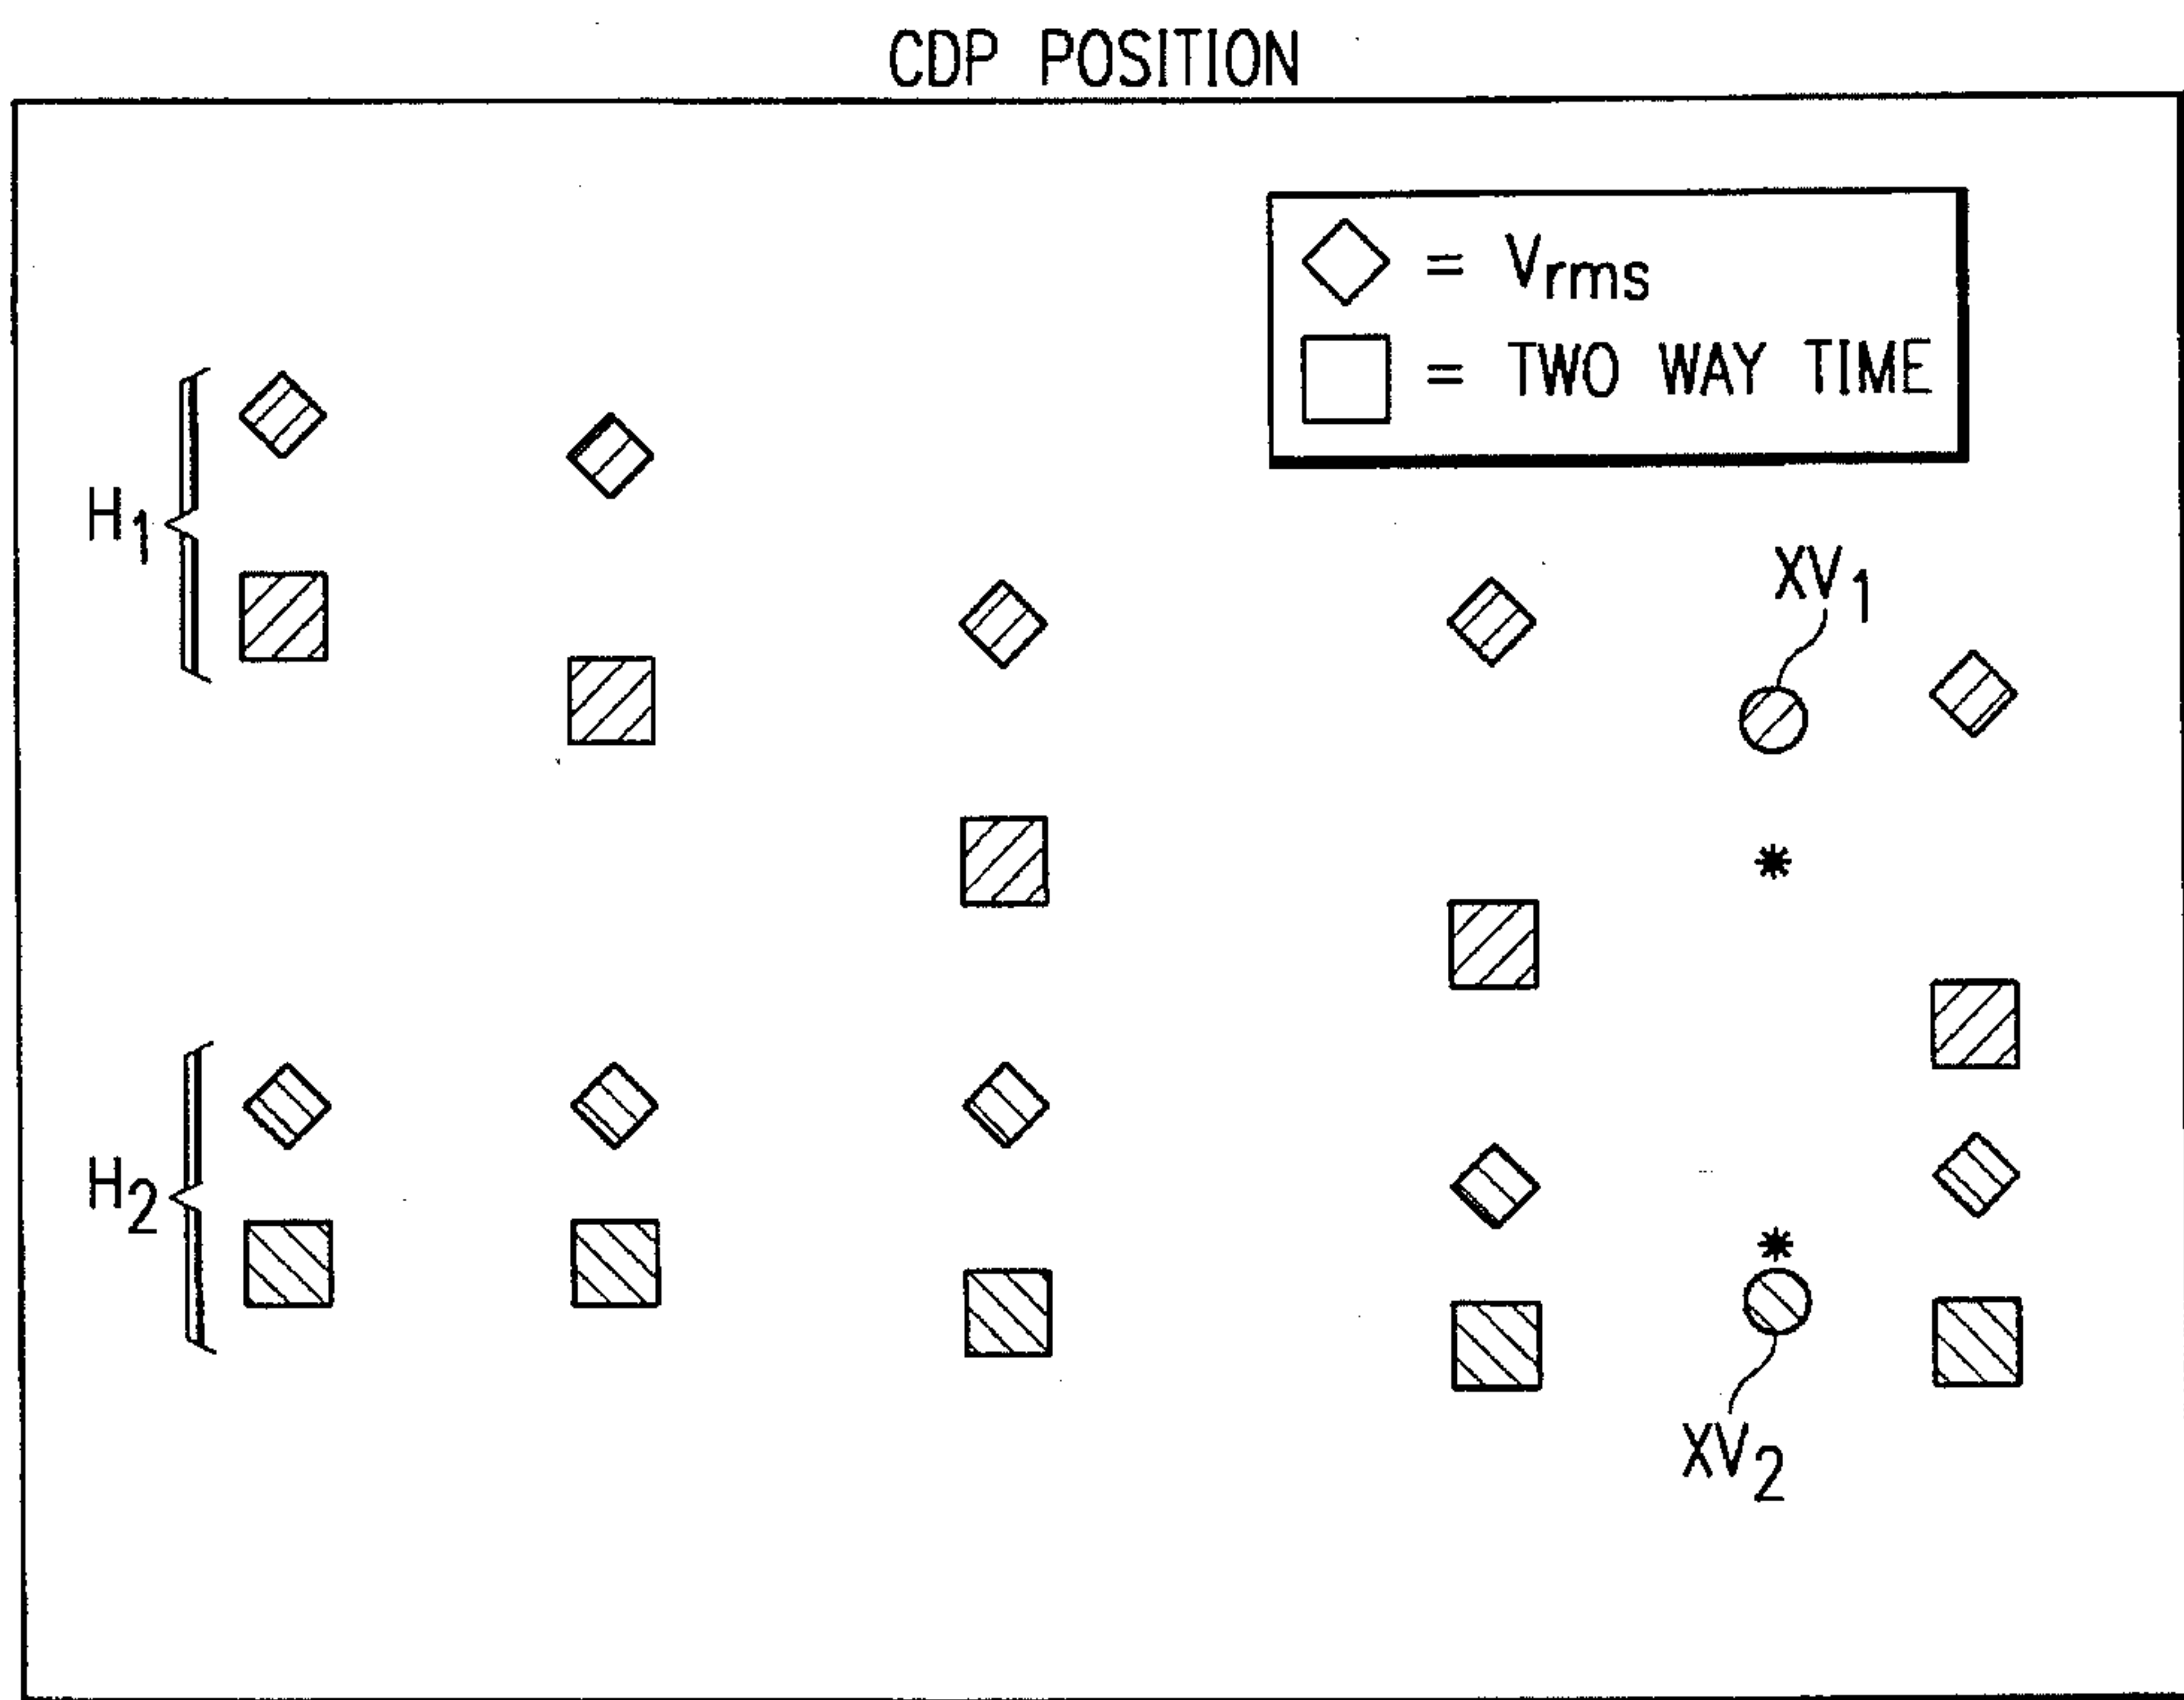 CDP POSITION
= Vrms
= TWO WAY TIME
H1
XV1
H2
XV2